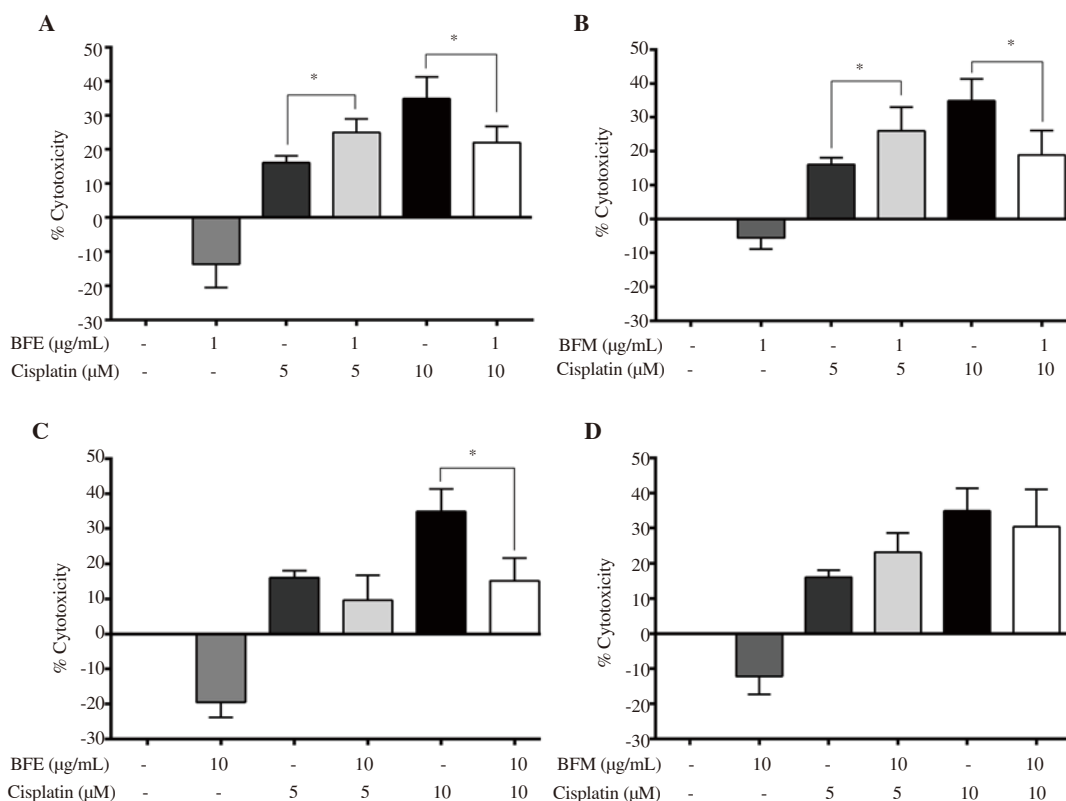 A
50
40
30
20
10
0
-10
-20
-30
% Cytotoxicity
* *
BFE (µg/mL) - 1 - 1 - 1
Cisplatin (µM) - - 5 5 10 10
B
50
40
30
20
10
0
-10
-20
-30
% Cytotoxicity
* *
BFM (µg/mL) - 1 - 1 - 1
Cisplatin (µM) - - 5 5 10 10
C
50
40
30
20
10
0
-10
-20
-30
% Cytotoxicity
*
BFE (µg/mL) - 10 - 10 - 10
Cisplatin (µM) - - 5 5 10 10
D
50
40
30
20
10
0
-10
-20
-30
% Cytotoxicity
BFM (µg/mL) - 10 - 10 - 10
Cisplatin (µM) - - 5 5 10 10